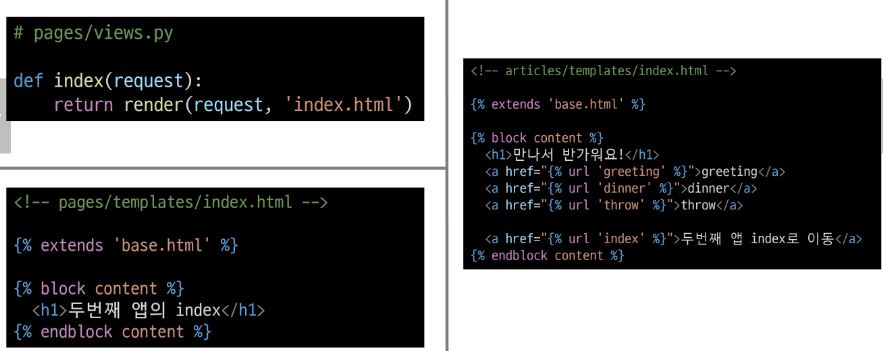 # pages/views.py
def index(request):
    return render(request, 'index.html')
<!-- pages/templates/index.html -->
{% extends 'base.html' %}
{% block content %}
  <h1>두번째 앱의 index</h1>
{% endblock content %}
<!-- articles/templates/index.html -->
{% extends 'base.html' %}
{% block content %}
  <h1>만나서 반가워요!</h1>
  <a href="{% url 'greeting' %}">greeting</a>
  <a href="{% url 'dinner' %}">dinner</a>
  <a href="{% url 'throw' %}">throw</a>
  <a href="{% url 'index' %}">두번째 앱 index로 이동</a>
{% endblock content %}